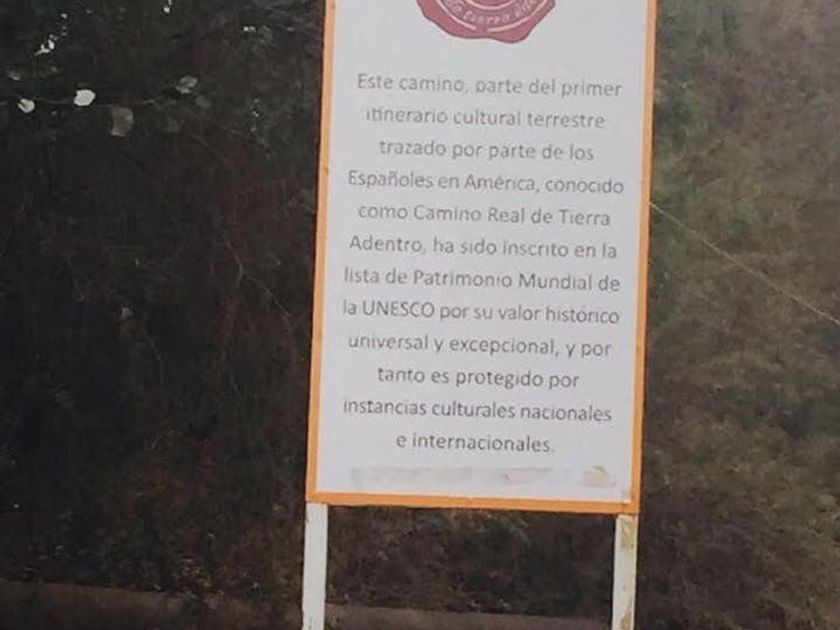 tierra
Este camino, parte del primer
itinerario cultural terrestre
trazado por parte de los
Españoles en América, conocido
como Camino Real de Tierra
Adentro, ha sido inscrito en la
lista de Patrimonio Mundial de
la UNESCO por su valor histórico
universal y excepcional, y por
tanto es protegido por
instancias culturales nacionales
e internacionales.